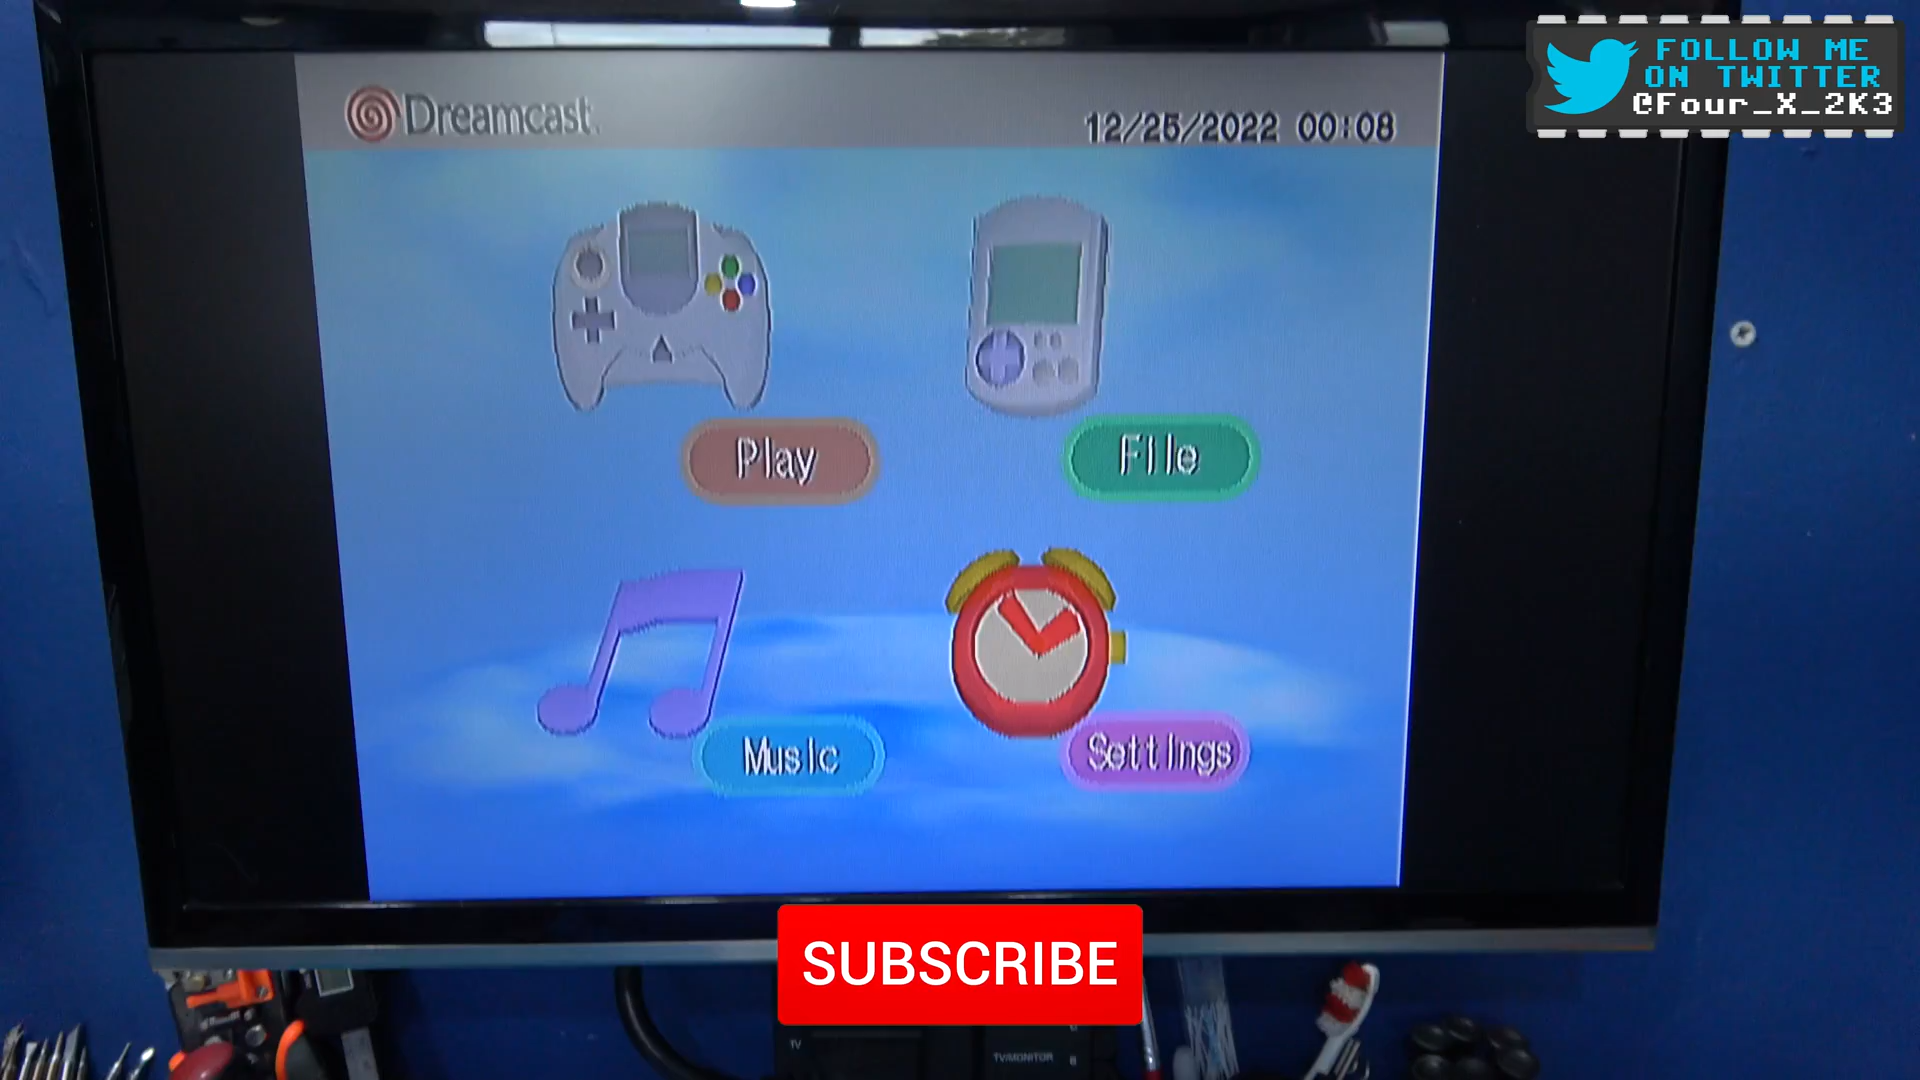 FOLLOW ME
ON TWITTER
@Four_X_2K3
Dreamcast
12/25/2022 00:08
Play
File
Music
Settings
SUBSCRIBE
TV
TV/MONITOR